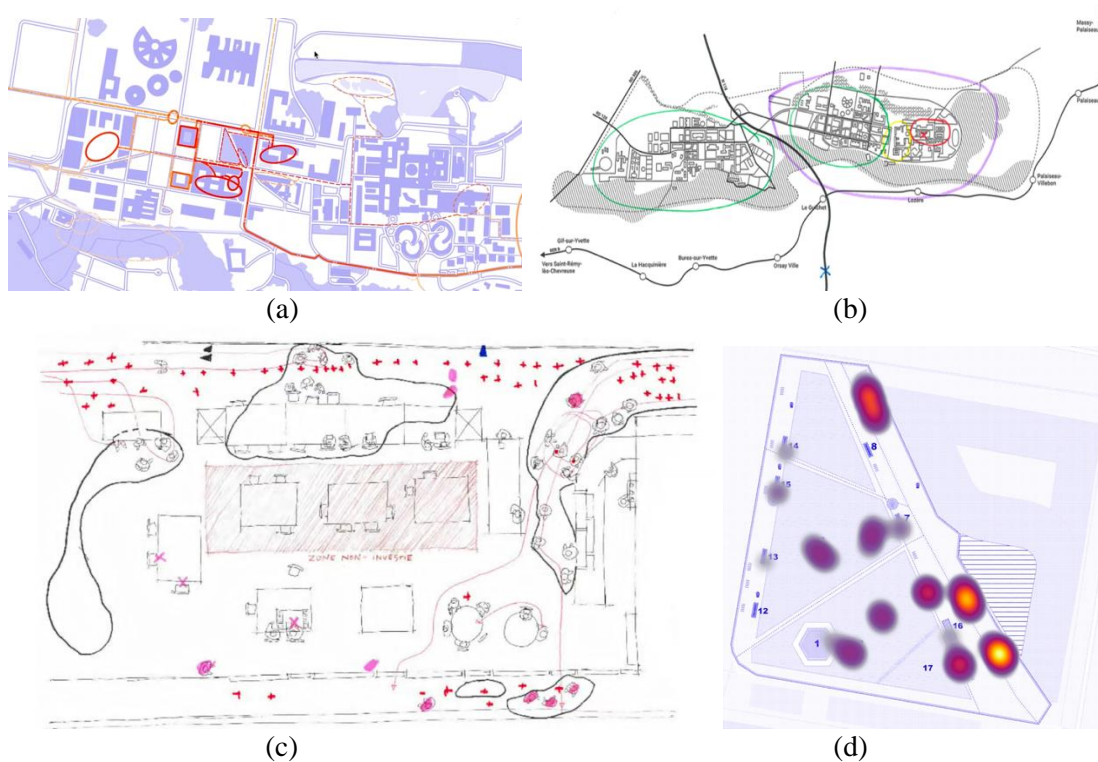 (a)
Massy-
Palaiseau
Palaiseau
Palaiseau-
Villebon
Lozère
Le Guichet
Gif-sur-Yvette
Vers Saint-Rémy-
lès-Chevreuse
La Hacquinière
Bures-sur-Yvette
Orsay Ville
(b)
ZONE NON-INVESTIE
(c)
14
15
13
12
8
7
1
16
17
(d)